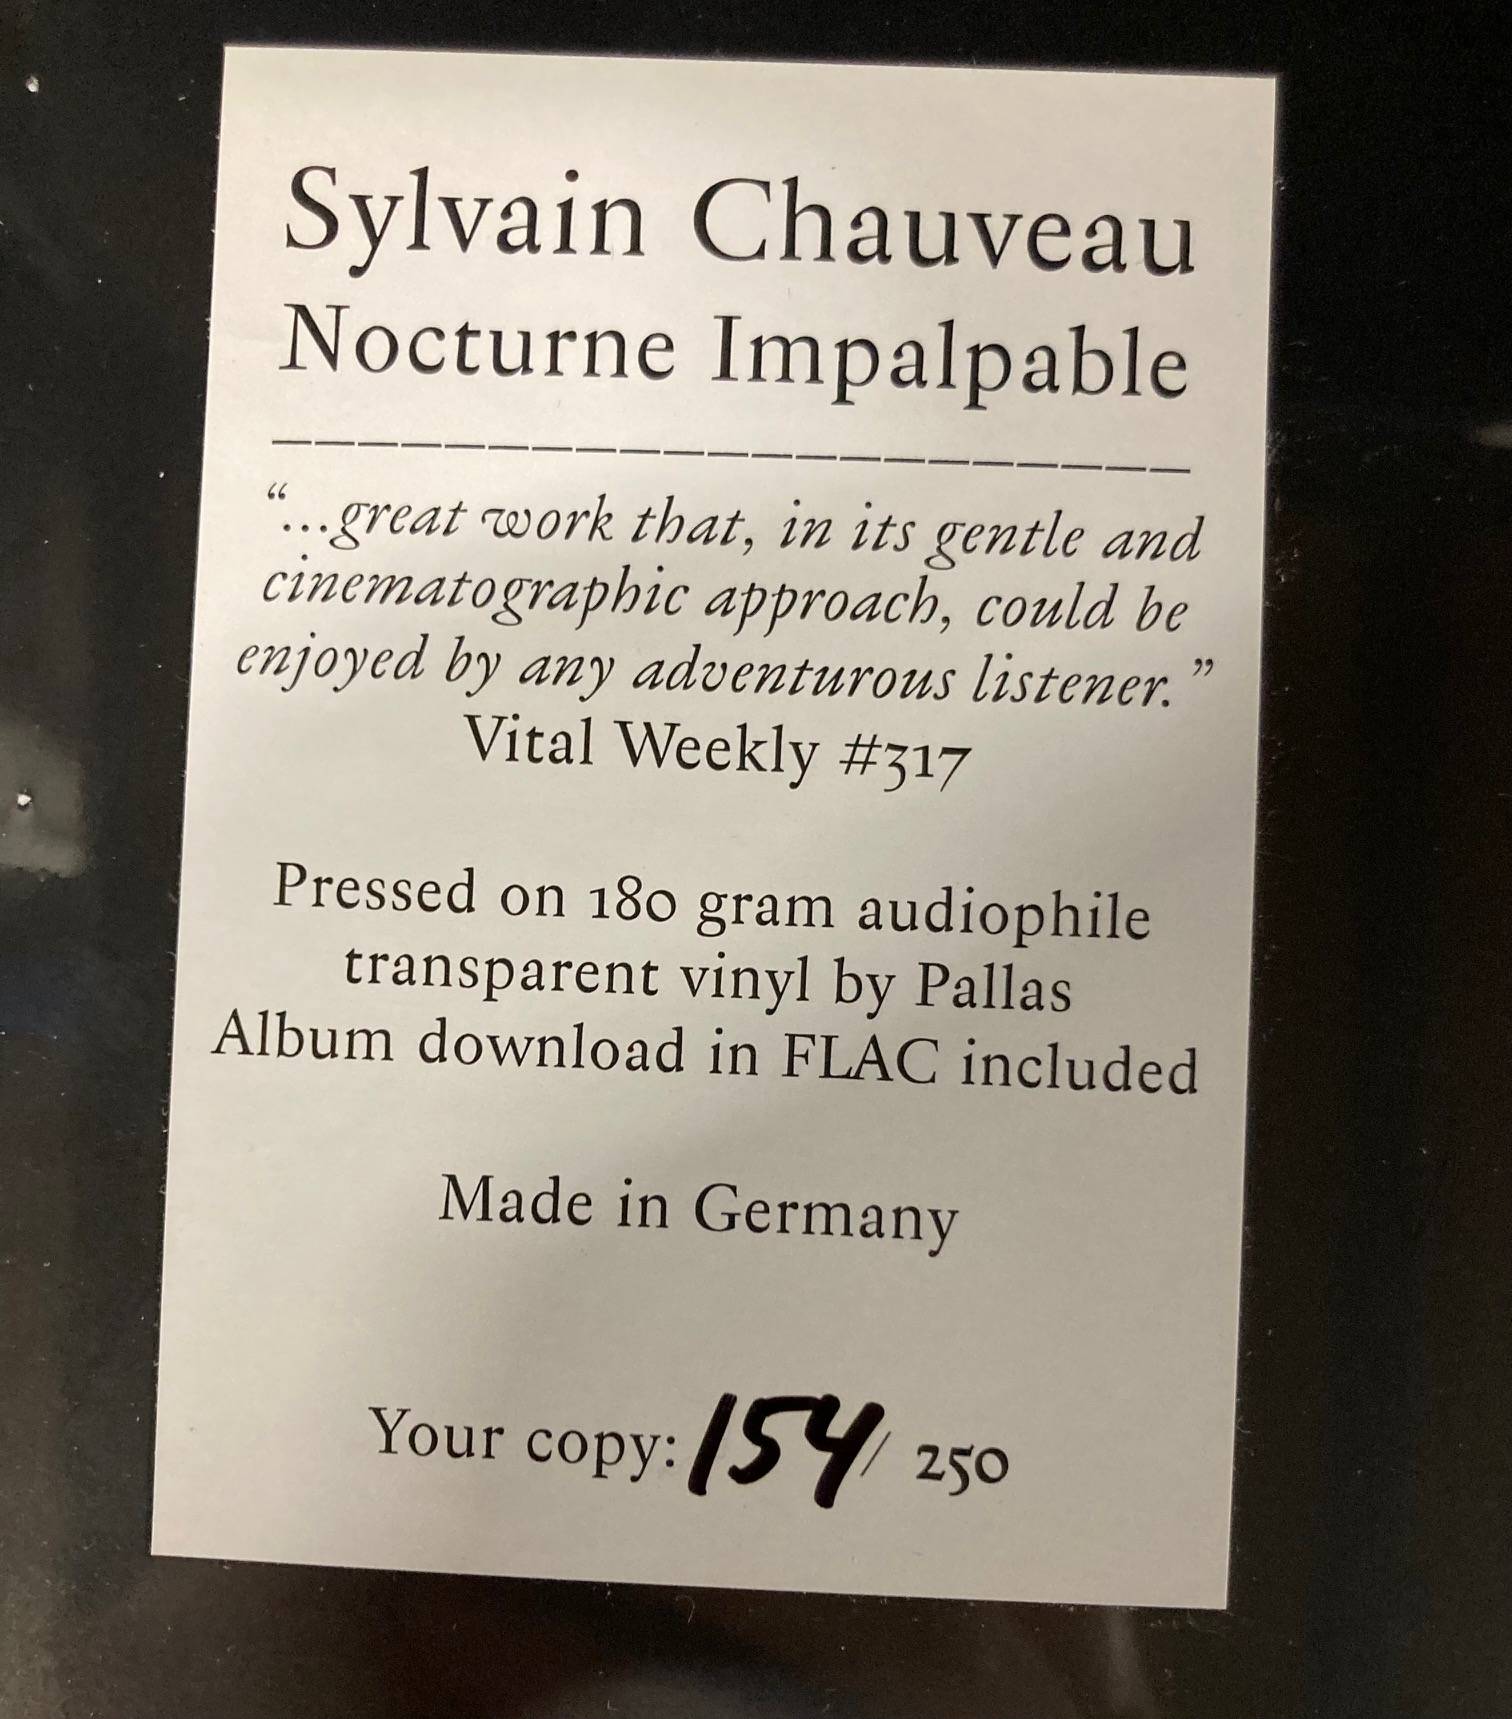 Sylvain Chauveau
Nocturne Impalpable
______________________
“...great work that, in its gentle and
cinematographic approach, could be
enjoyed by any adventurous listener.”
Vital Weekly #317
Pressed on 180 gram audiophile
transparent vinyl by Pallas
Album download in FLAC included
Made in Germany
Your copy: 154/ 250